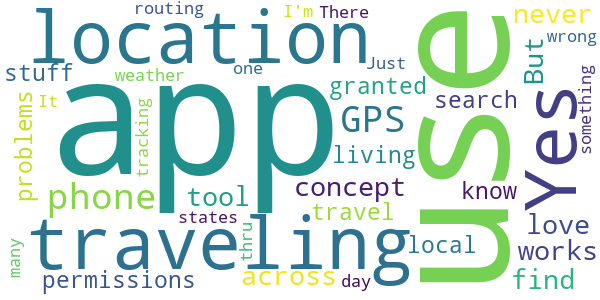 routing I'm There never
location But wrong
stuff weather one Just granted search
app use Yes something
problems It tracking GPS living
phone tool concept know
states travel love
traveling local works
many permissions thru across day find